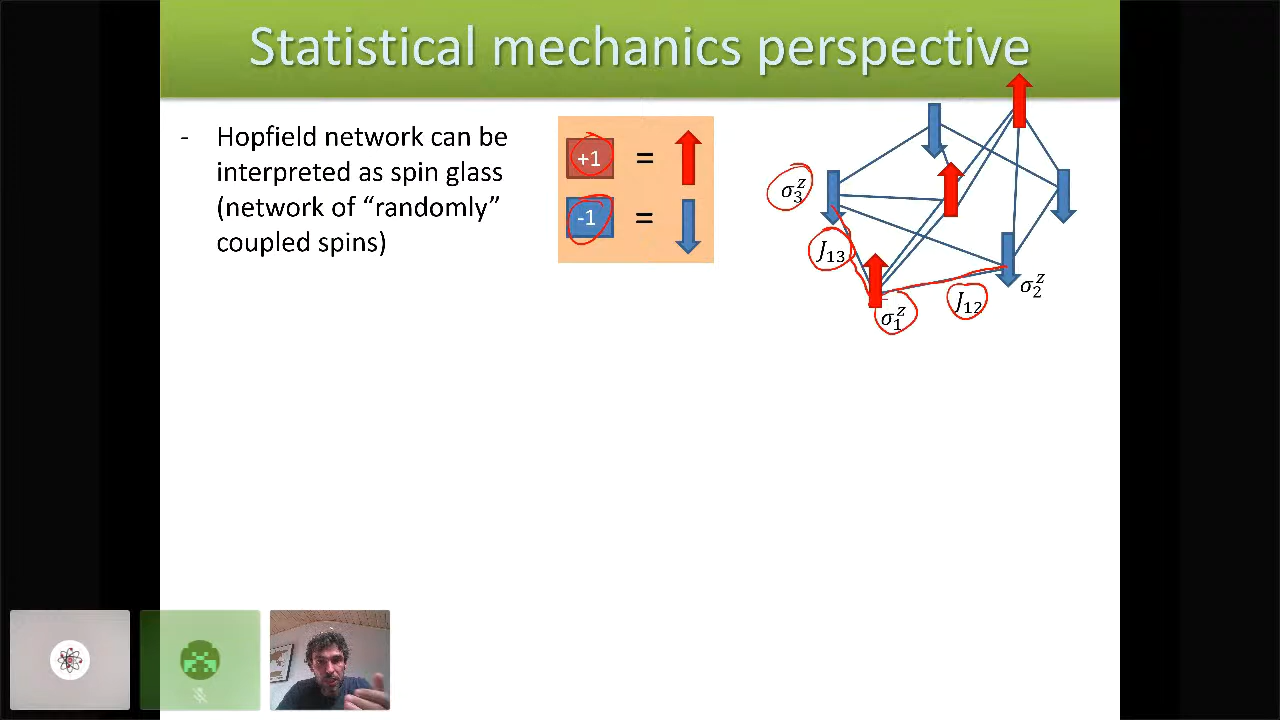 Statistical mechanics perspective
- Hopfield network can be
interpreted as spin glass
(network of “randomly”
coupled spins)
+1 =
-1 =
σ₃ᶻ
J₁₃
σ₁ᶻ
J₁₂
σ₂ᶻ